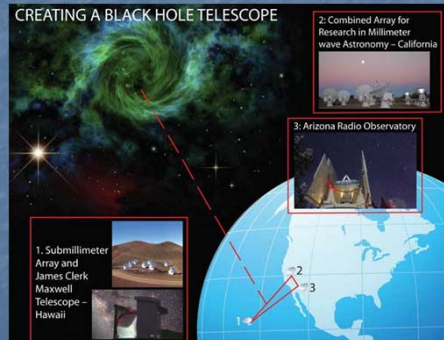 CREATING A BLACK HOLE TELESCOPE
2: Combined Array for
Research in Millimeter
wave Astronomy – California
3: Arizona Radio Observatory
1. Submillimeter
Array and
James Clerk
Maxwell
Telescope –
Hawaii
2
3
1